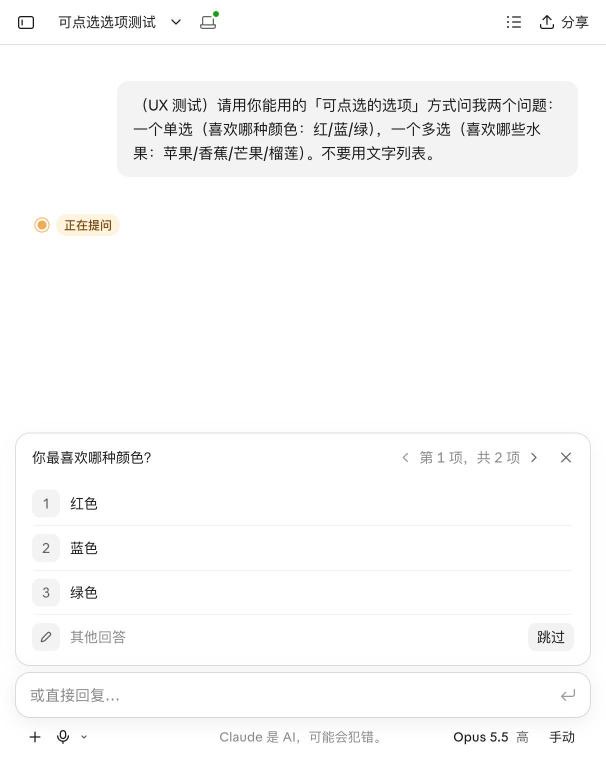 可点选选项测试
分享
（UX 测试）请用你能用的「可点选的选项」方式问我两个问题：
一个单选（喜欢哪种颜色：红/蓝/绿），一个多选（喜欢哪些水
果：苹果/香蕉/芒果/榴莲）。不要用文字列表。
正在提问
你最喜欢哪种颜色?
第 1 项，共 2 项
1 红色
2 蓝色
3 绿色
其他回答
跳过
或直接回复...
Claude 是 AI，可能会犯错。
Opus 5.5 高 手动